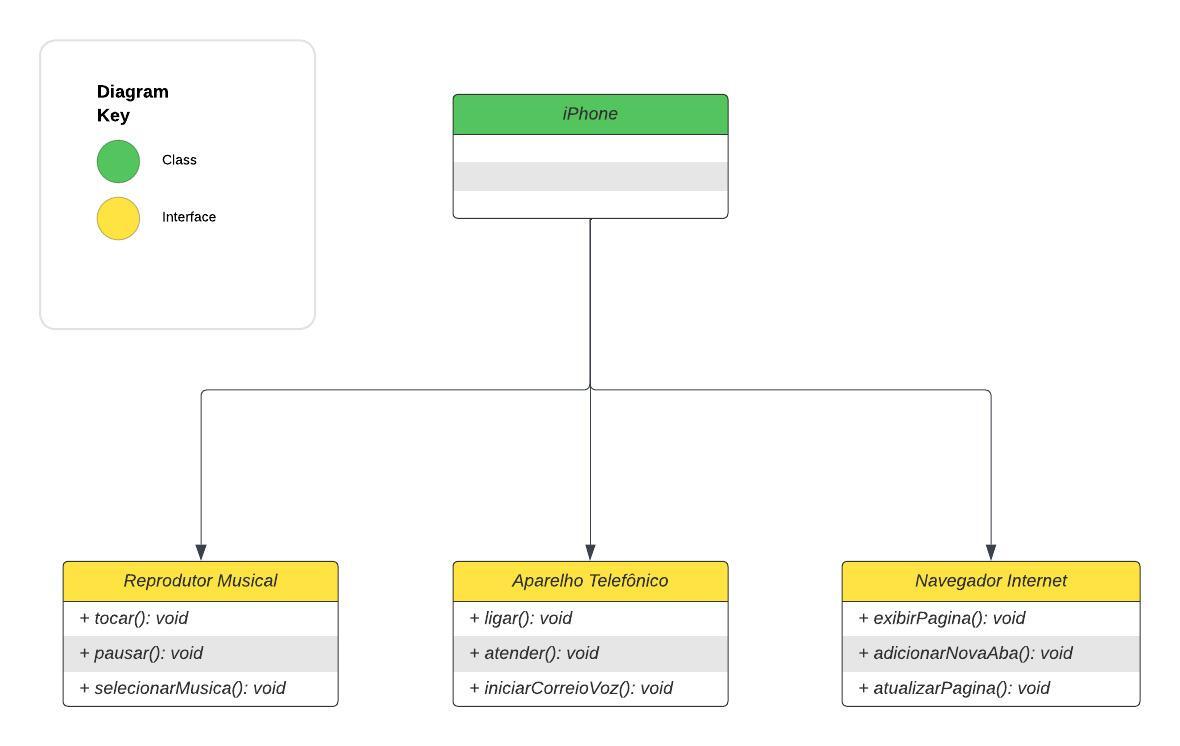 Diagram
Key
Class
Interface
iPhone
Reprodutor Musical
+ tocar(): void
+ pausar(): void
+ selecionarMusica(): void
Aparelho Telefônico
+ ligar(): void
+ atender(): void
+ iniciarCorreioVoz(): void
Navegador Internet
+ exibirPagina(): void
+ adicionarNovaAba(): void
+ atualizarPagina(): void